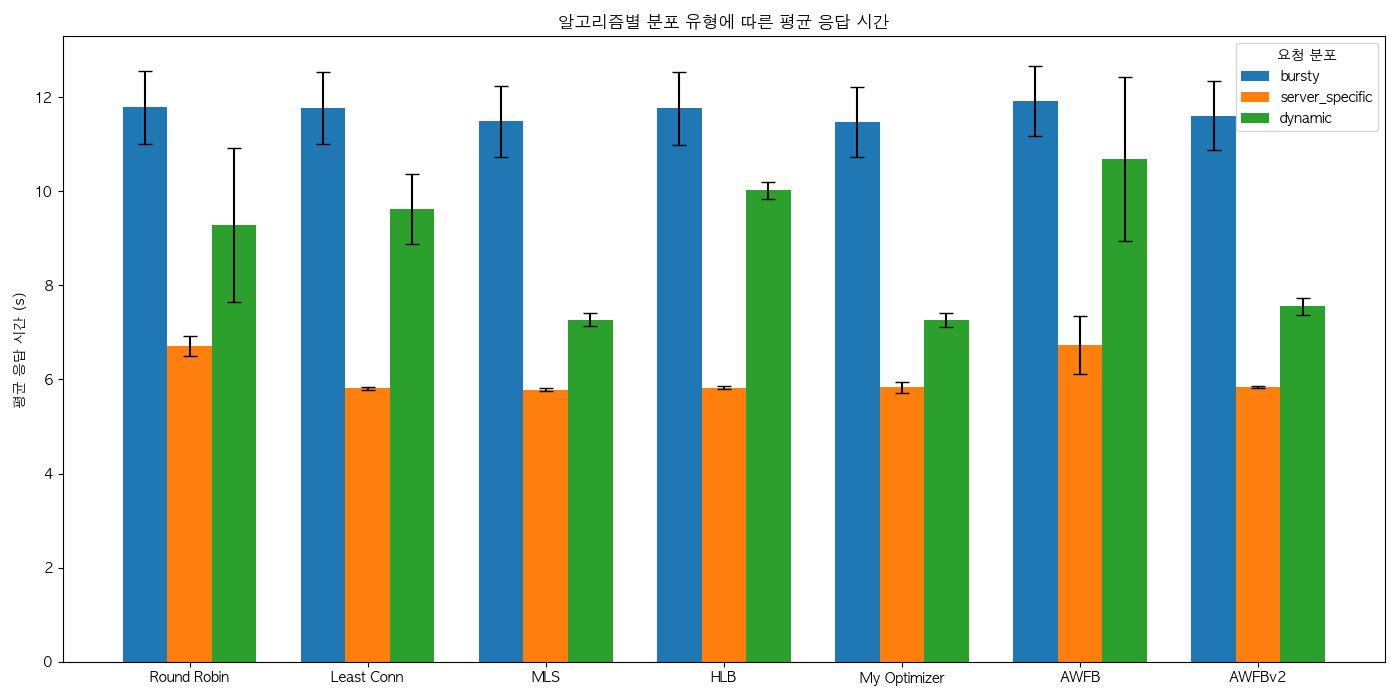 알고리즘별 분포 유형에 따른 평균 응답 시간
요청 분포
bursty
server_specific
dynamic
평균 응답 시간 (s)
12
10
8
6
4
2
0
Round Robin
Least Conn
MLS
HLB
My Optimizer
AWFB
AWFBv2